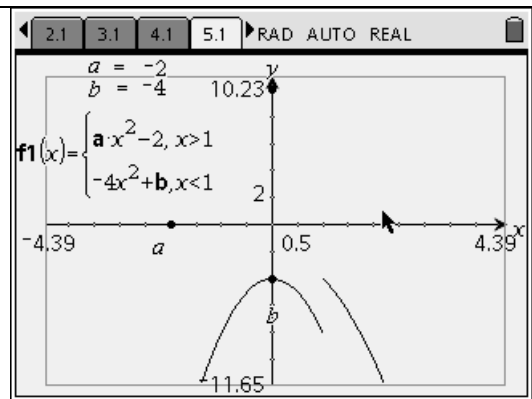 2.1 3.1 4.1 5.1 RAD AUTO REAL
a = -2
b = -4
10.23
y
f1(x)={a·x²-2, x>1
-4x²+b, x<1
2
-4.39
a
0.5
4.39
x
b
-11.65